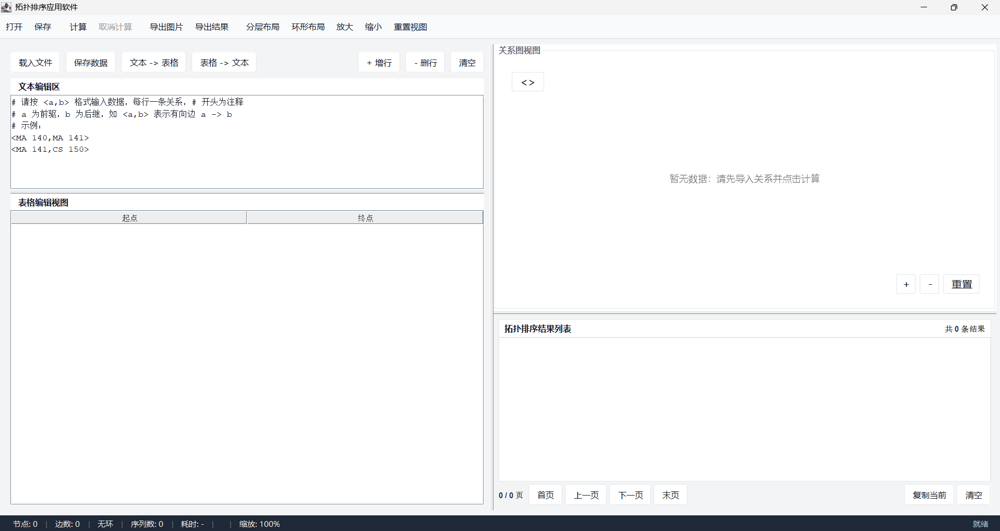 拓扑排序应用软件
打开 保存 计算 取消计算 导出图片 导出结果 分层布局 环形布局 放大 缩小 重置视图
载入文件 保存数据 文本 -> 表格 表格 -> 文本 + 增行 - 删行 清空
文本编辑区
# 请按 <a,b> 格式输入数据，每行一条关系，# 开头为注释
# a 为前驱，b 为后继，如 <a,b> 表示有向边 a -> b
# 示例：
<MA 140,MA 141>
<MA 141,CS 150>
表格编辑视图
起点 终点
关系图视图
<>
暂无数据：请先导入关系并点击计算
+ - 重置
拓扑排序结果列表 共 0 条结果
0 / 0 页 首页 上一页 下一页 末页 复制当前 清空
节点: 0 | 边数: 0 | 无环 | 序列数: 0 | 耗时: - | | 缩放: 100% 就绪